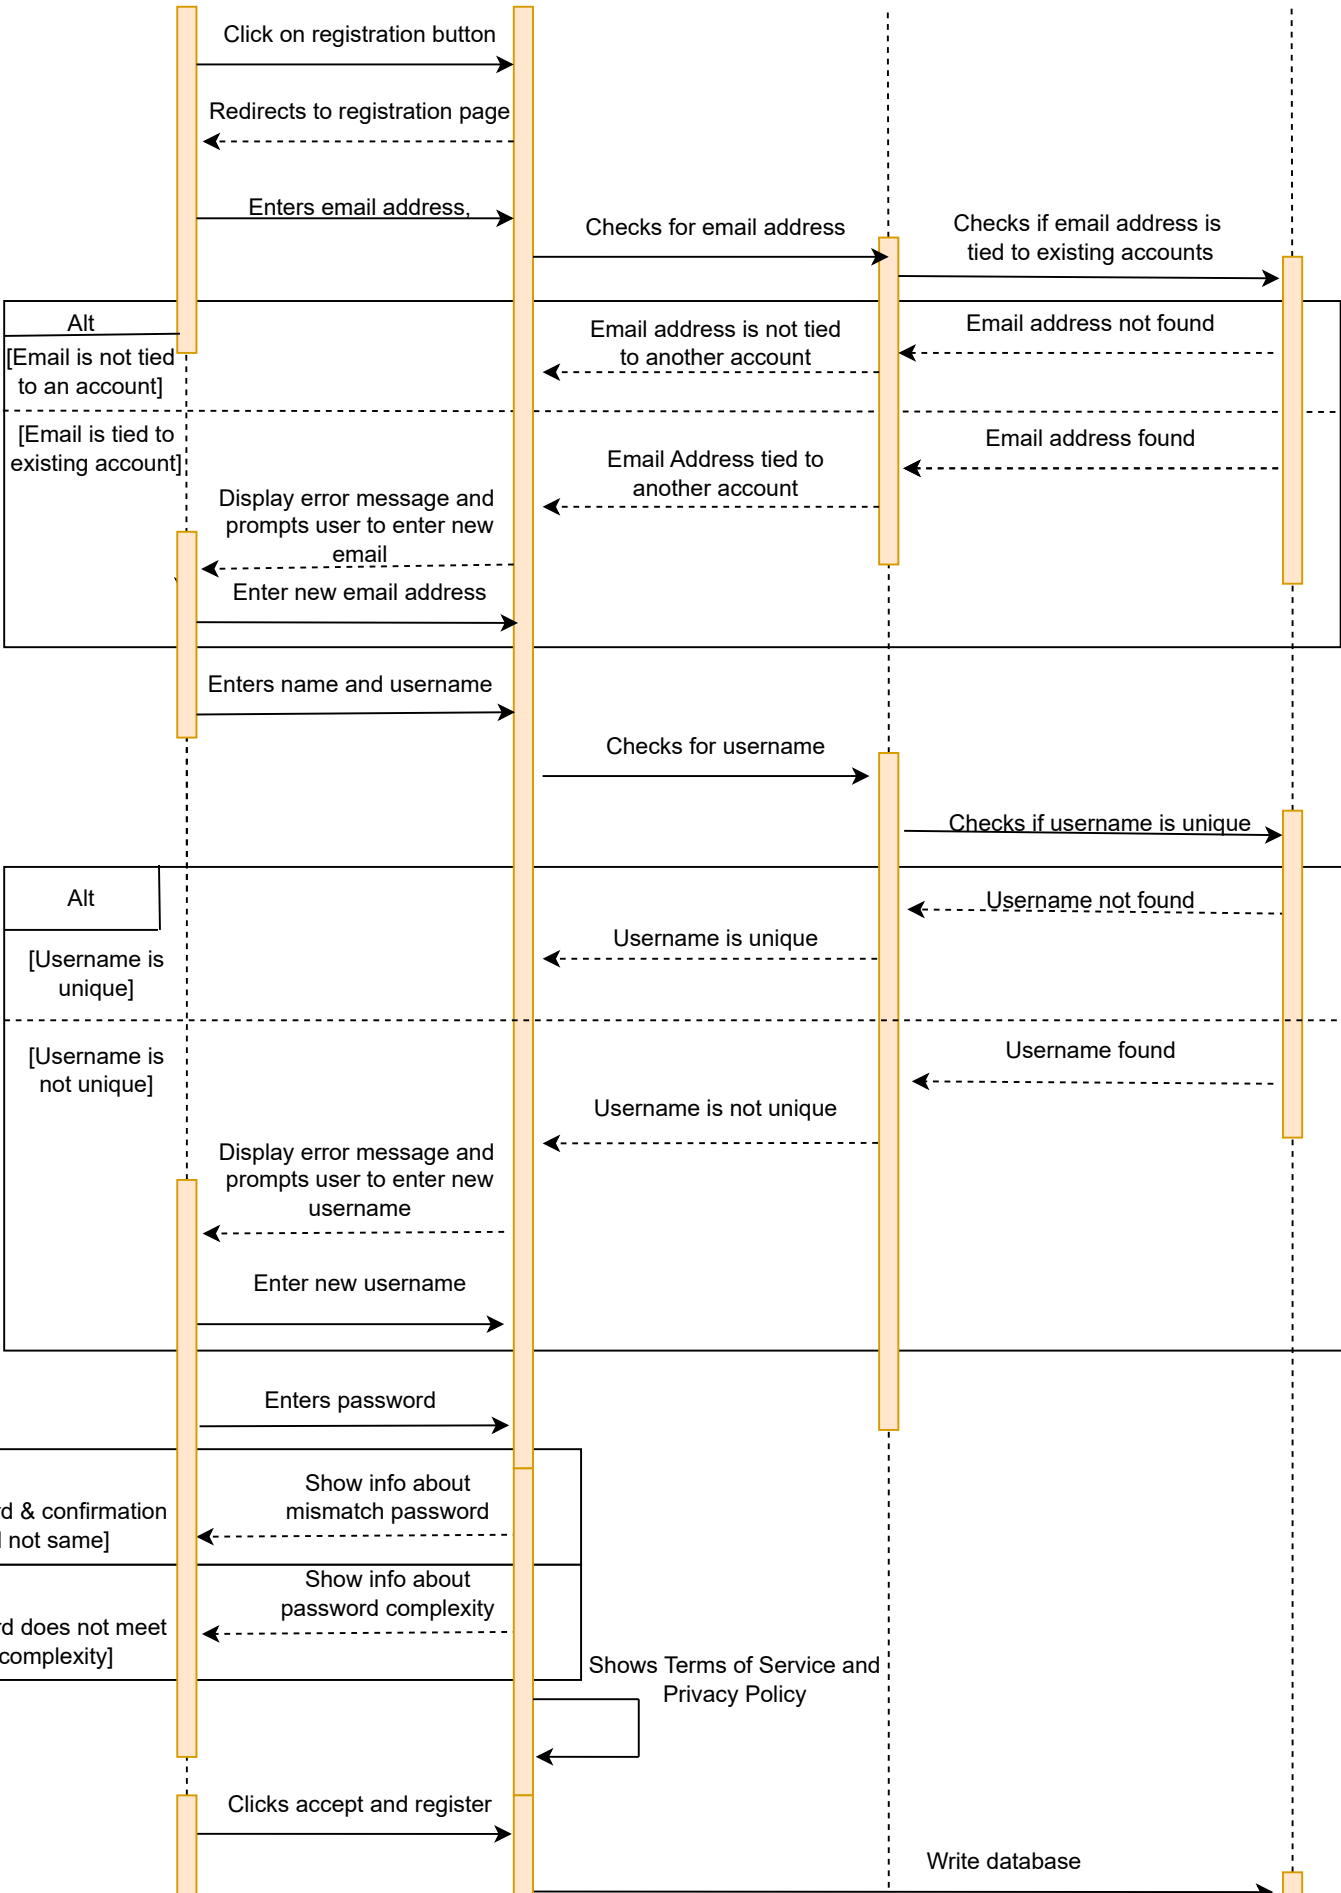 Click on registration button
Redirects to registration page
Enters email address,
Checks for email address
Checks if email address is
tied to existing accounts
Alt
[Email is not tied
to an account]
Email address is not tied
to another account
Email address not found
[Email is tied to
existing account]
Email address found
Email Address tied to
another account
Display error message and
prompts user to enter new
email
Enter new email address
Enters name and username
Checks for username
Checks if username is unique
Alt
Username not found
Username is unique
[Username is
unique]
[Username is
not unique]
Username found
Username is not unique
Display error message and
prompts user to enter new
username
Enter new username
Enters password
Show info about
mismatch password
& confirmation
not same]
Show info about
password complexity
does not meet
complexity]
Shows Terms of Service and
Privacy Policy
Clicks accept and register
Write database